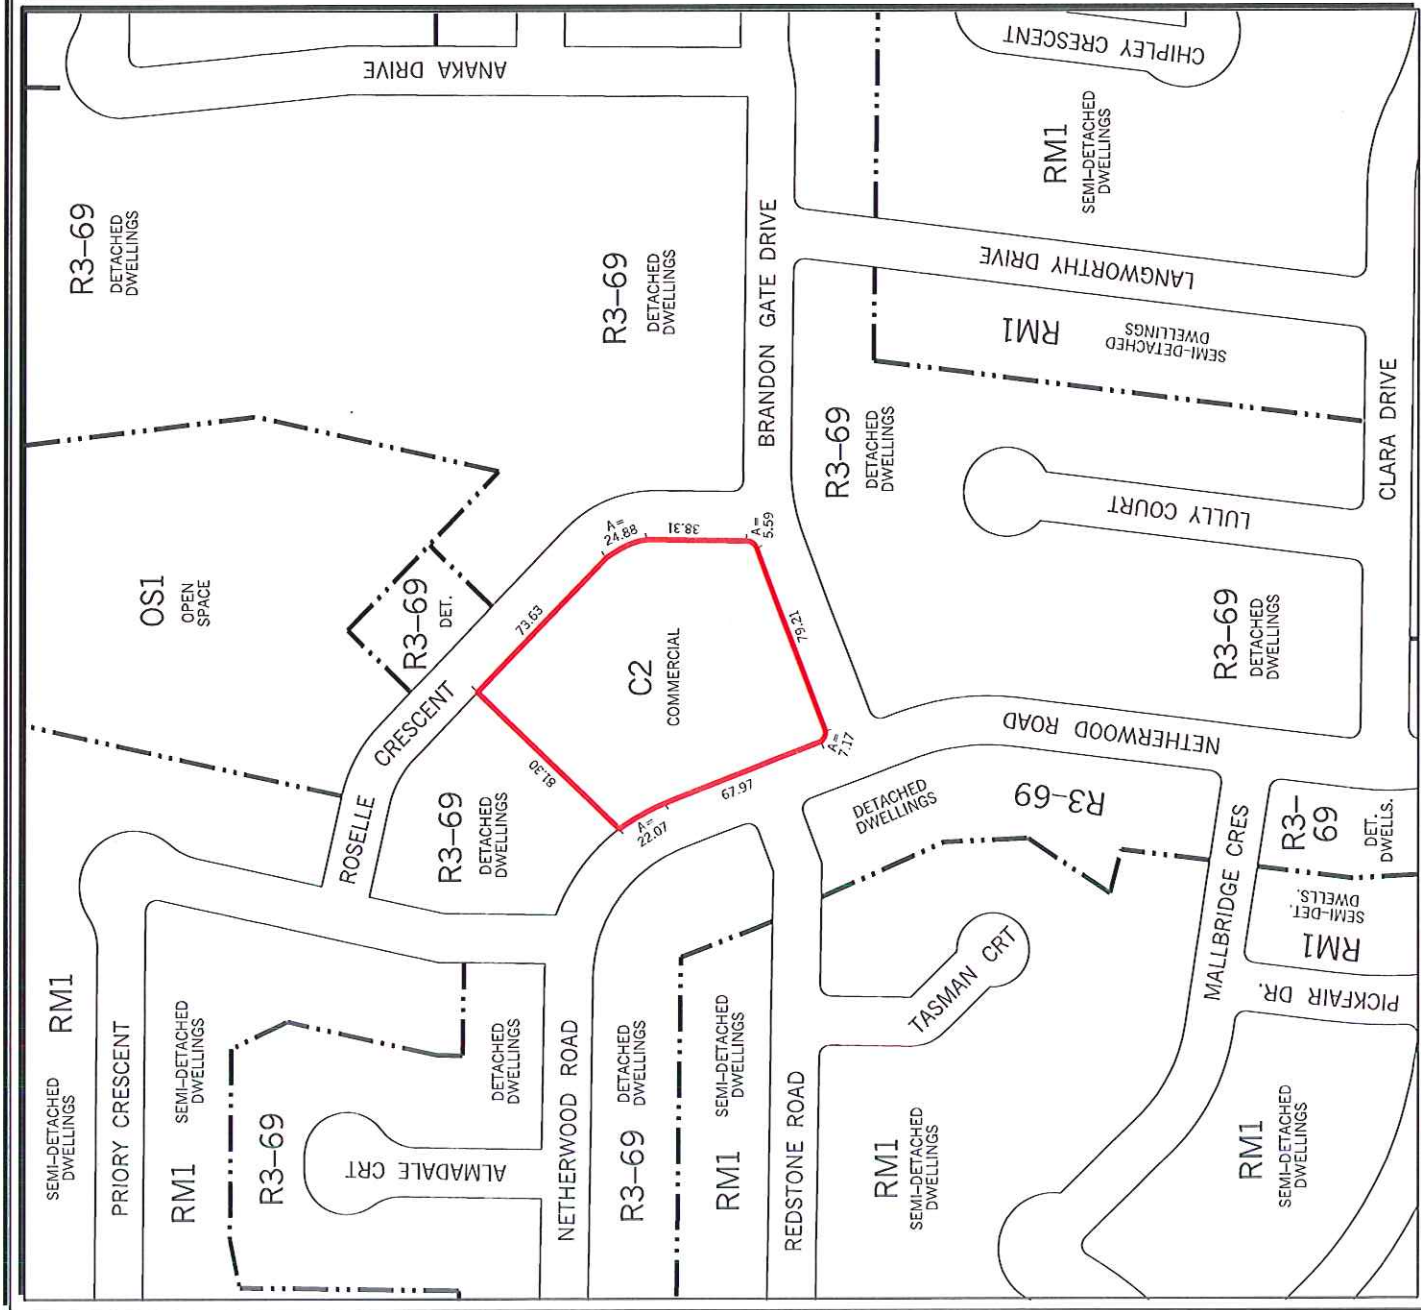 ANAKA DRIVE
CHIPLEY CRESCENT
RM1
SEMI-DETACHED
DWELLINGS
R3-69
DETACHED
DWELLINGS
R3-69
DETACHED
DWELLINGS
BRANDON GATE DRIVE
LANGWORTHY DRIVE
RM1
SEMI-DETACHED
DWELLINGS
CLARA DRIVE
R3-69
DETACHED
DWELLINGS
LULLY COURT
OS1
OPEN
SPACE
R3-69
DET.
A=
24.88
38.31
A=
5.59
73.63
79.21
C2
COMMERCIAL
81.30
A=
22.07
67.97
A=
7.17
R3-69
DETACHED
DWELLINGS
NETHERWOOD ROAD
ROSELLE CRESCENT
R3-69
DETACHED
DWELLINGS
DETACHED
DWELLINGS
R3-69
MALLBRIDGE CRES
R3-
69
DET.
DWELLS.
SEMI-DET.
DWELLS.
RM1
PICKFAIR DR.
TASMAN CRT
RM1
SEMI-DETACHED
DWELLINGS
PRIORY CRESCENT
RM1
SEMI-DETACHED
DWELLINGS
R3-69
DETACHED
DWELLINGS
ALMADALE CRT
NETHERWOOD ROAD
R3-69
DETACHED
DWELLINGS
RM1
SEMI-DETACHED
DWELLINGS
REDSTONE ROAD
RM1
SEMI-DETACHED
DWELLINGS
RM1
SEMI-DETACHED
DWELLINGS